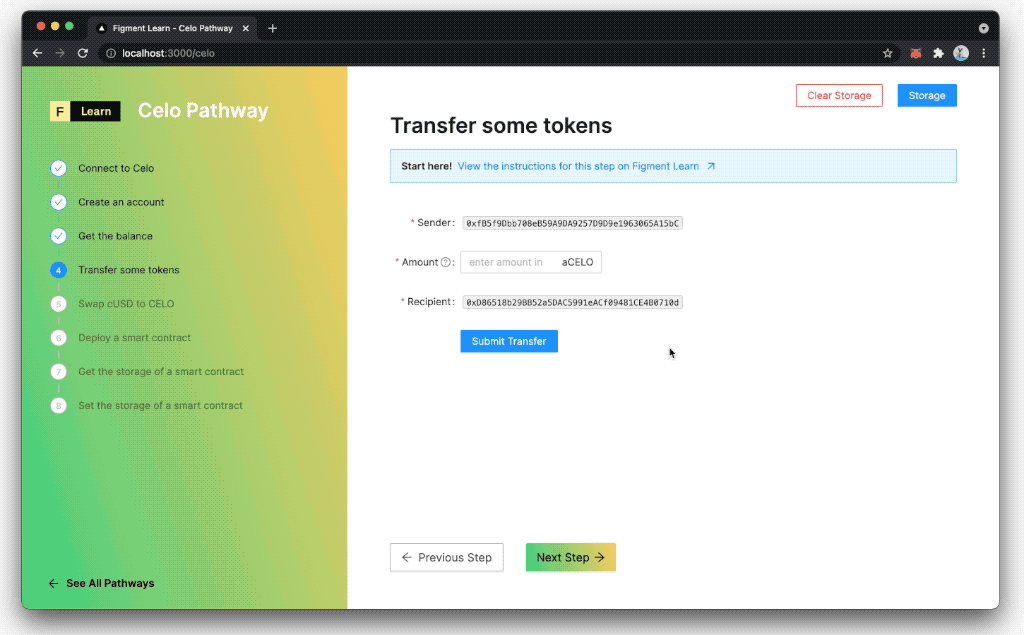 Figment Learn - Celo Pathway
localhost:3000/celo
F Learn
Celo Pathway
Connect to Celo
Create an account
Get the balance
4 Transfer some tokens
5 Swap cUSD to CELO
6 Deploy a smart contract
7 Get the storage of a smart contract
8 Set the storage of a smart contract
← See All Pathways
Clear Storage
Storage
Transfer some tokens
Start here! View the instructions for this step on Figment Learn
* Sender: 0xfB5f9Dbb708eB59A9DA9257D9D9e1963065A15bC
* Amount ?: enter amount in aCELO
* Recipient: 0xD86518b29BB52a5DAC5991eACf09481CE4B0710d
Submit Transfer
← Previous Step
Next Step →